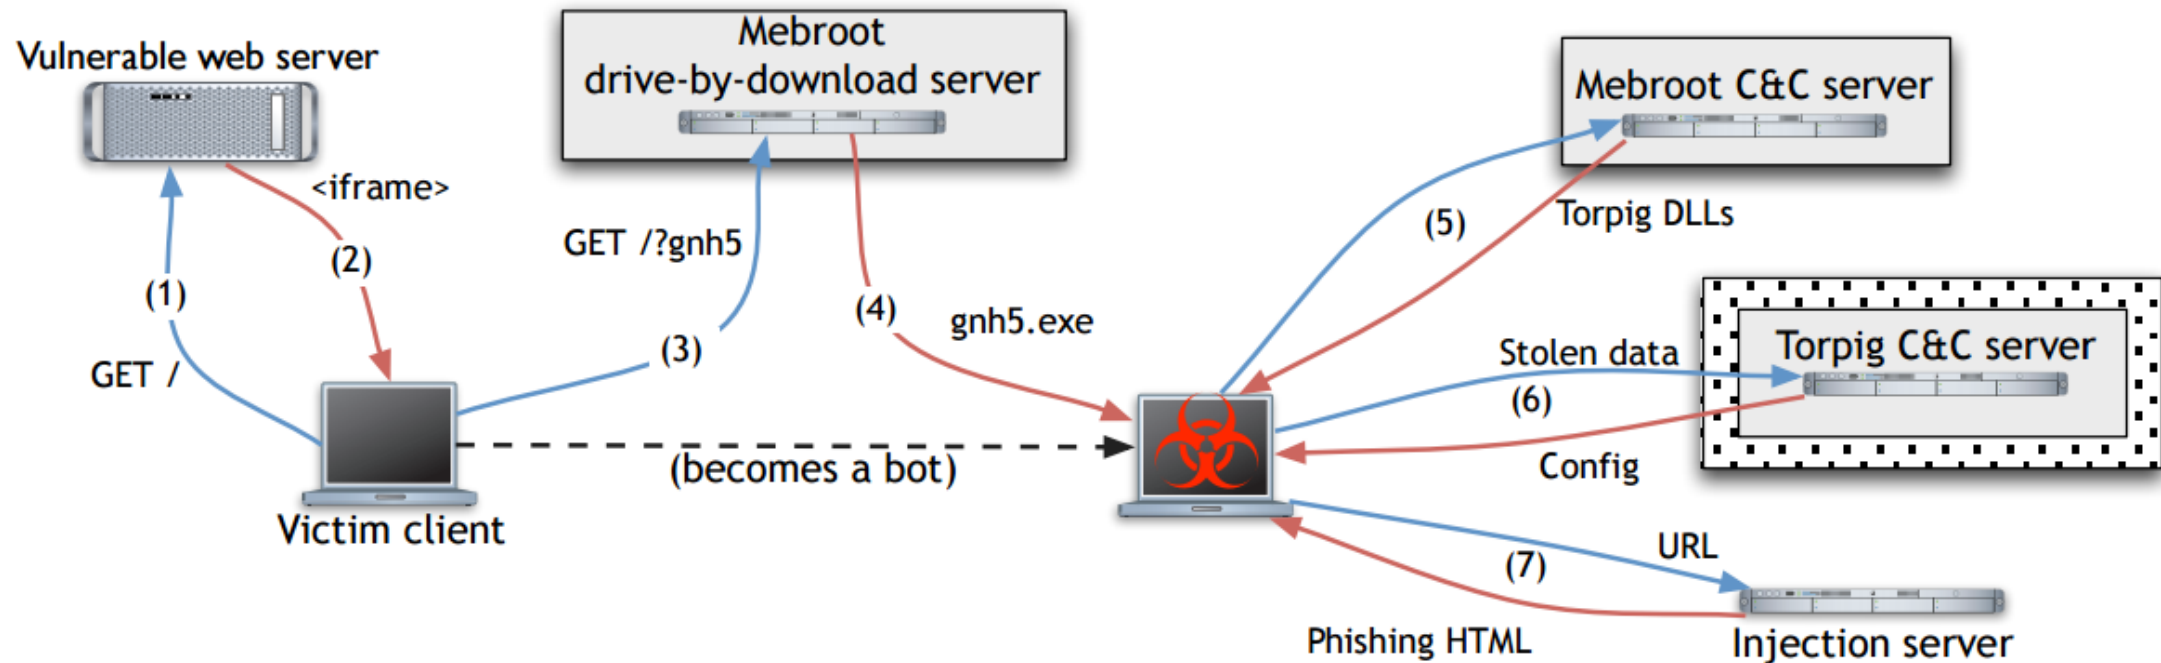 Vulnerable web server
Mebroot
drive-by-download server
Mebroot C&C server
<iframe>
(2)
(1)
GET /
GET /?gnh5
(3)
(4)
gnh5.exe
(5)
Torpig DLLs
Torpig C&C server
Stolen data
(6)
Config
(becomes a bot)
Victim client
(7)
URL
Phishing HTML
Injection server